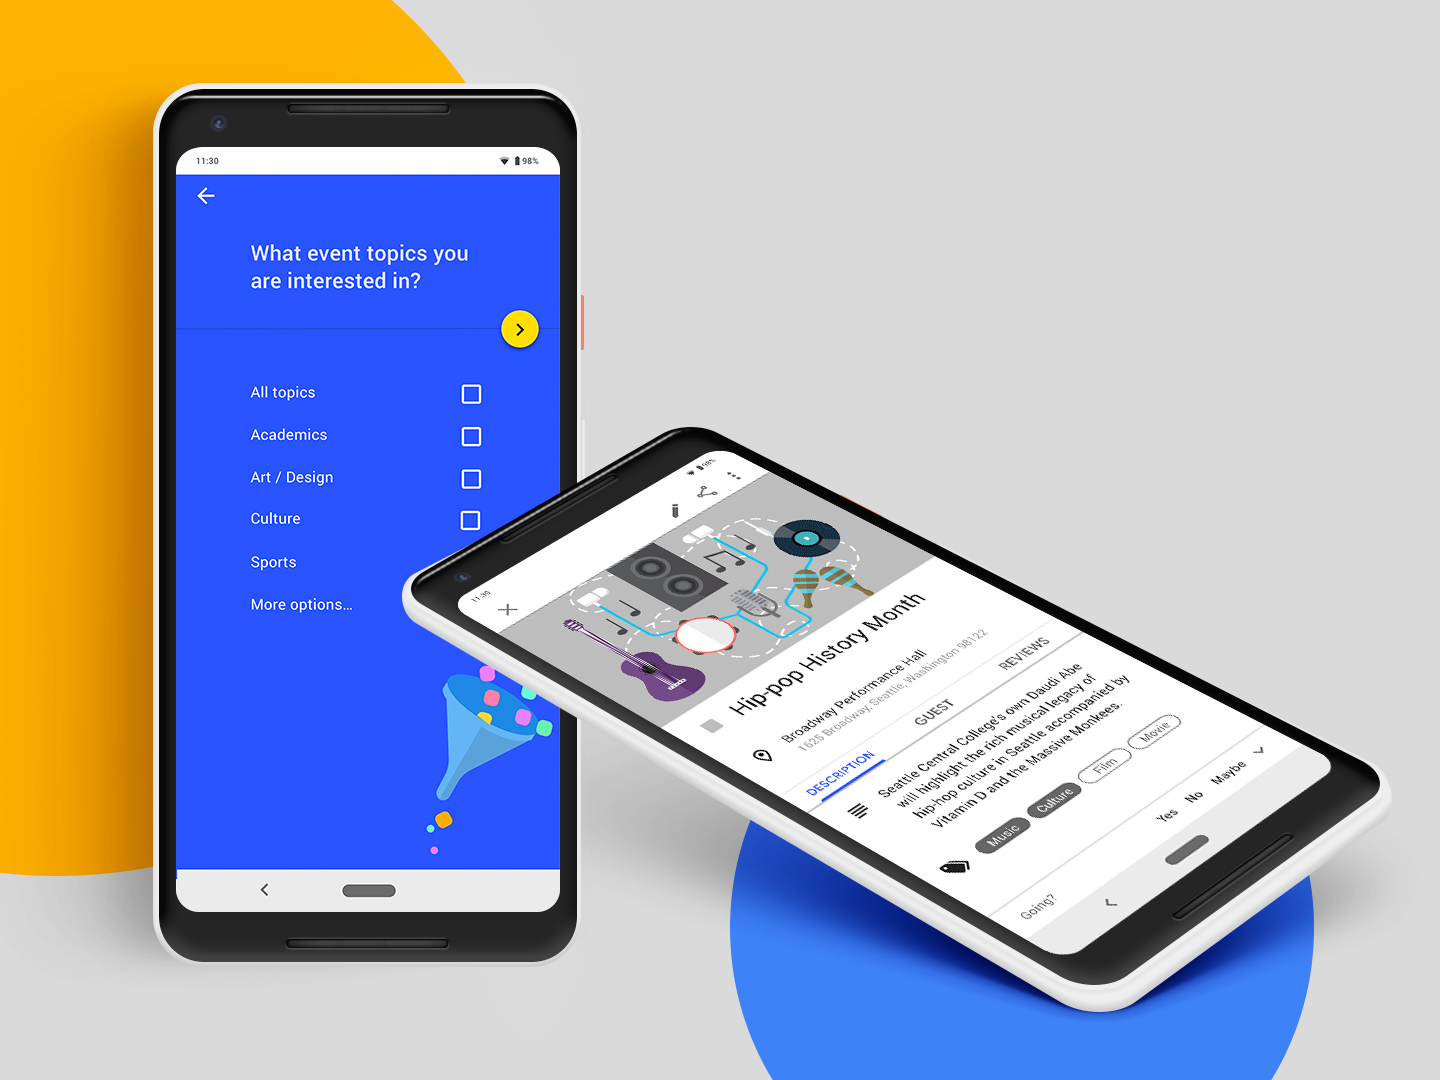 11:30
98%
What event topics you
are interested in?
All topics
Academics
Art / Design
Culture
Sports
More options...
11:30
98%
Hip-pop History Month
Broadway Performance Hall
1625 Broadway, Seattle, Washington 98122
DESCRIPTION
GUEST
REVIEWS
Seattle Central College's own Daudi Abe
will highlight the rich musical legacy of
hip-hop culture in Seattle accompanied by
Vitamin D and the Massive Monkees.
Music
Culture
Film
Movie
Going?
Yes
No
Maybe